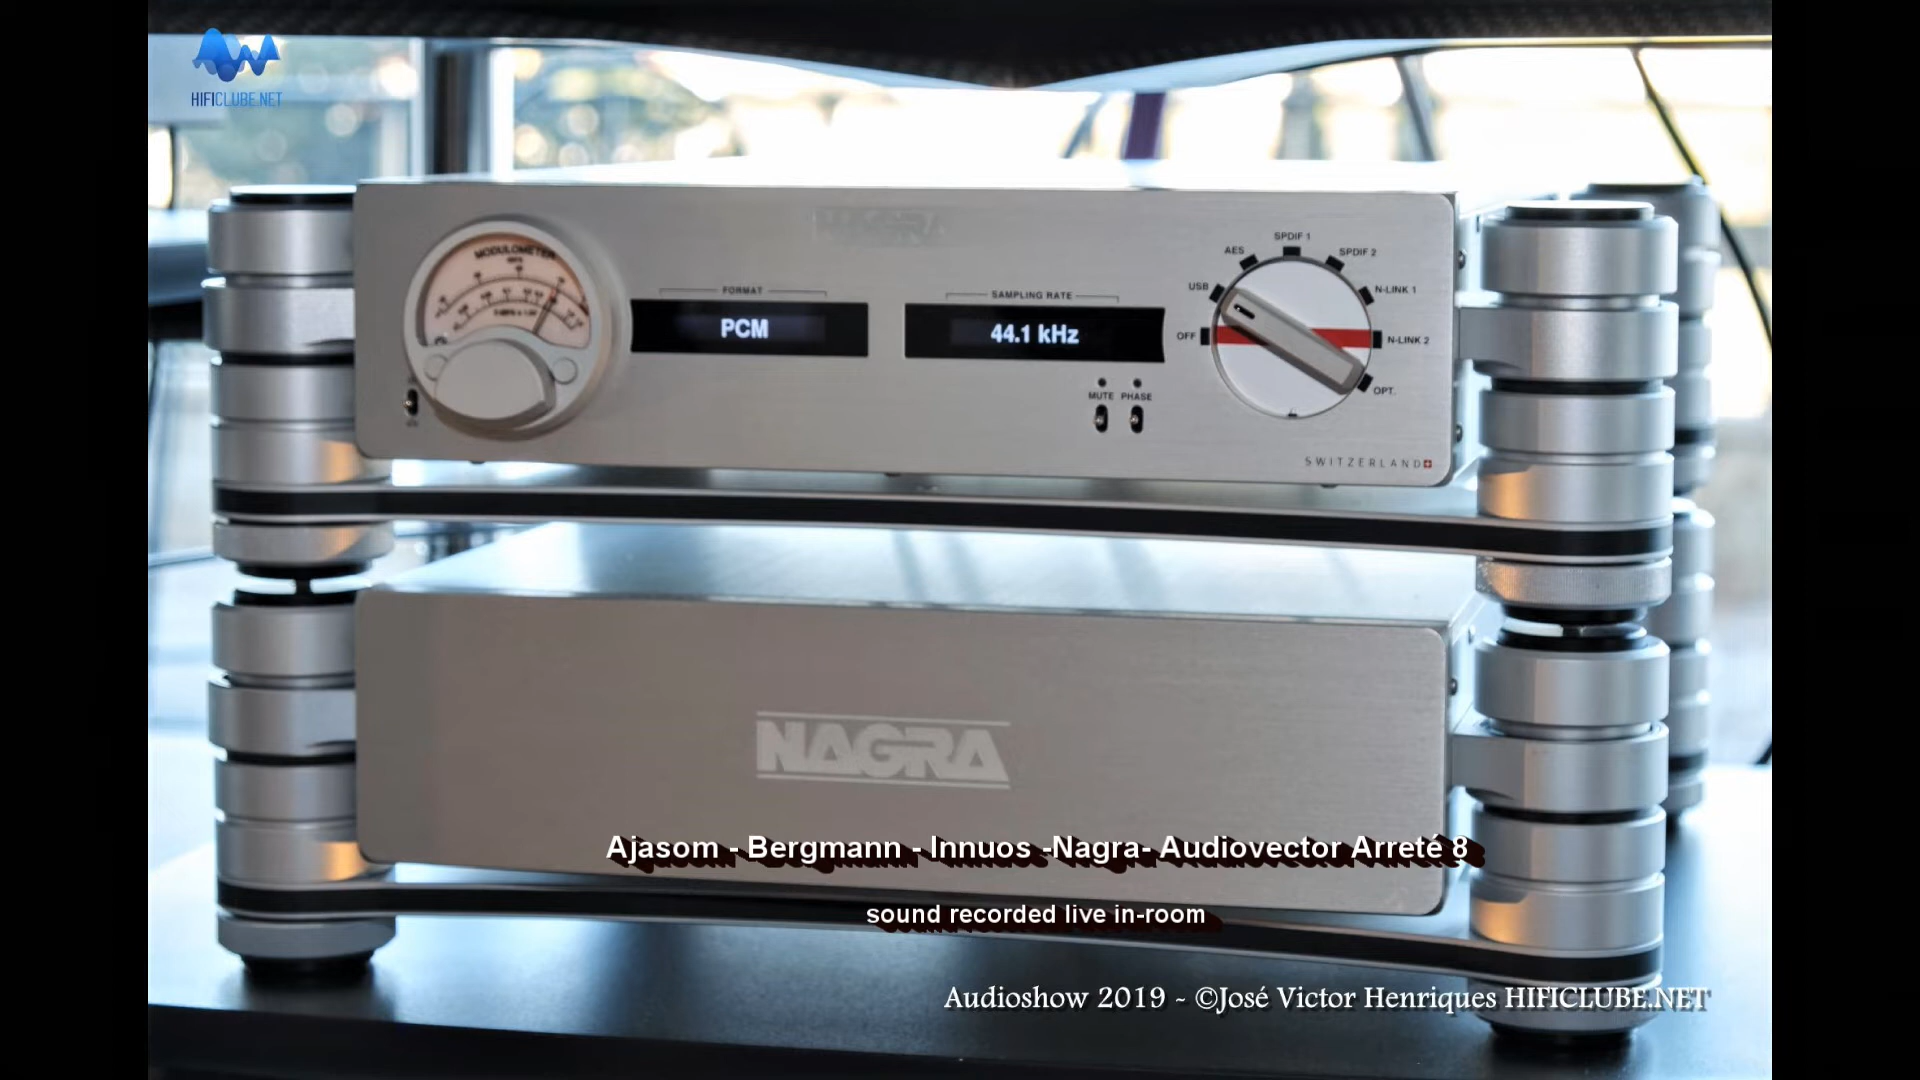 HIFICLUBE.NET
NAGRA
MODULOMETER
FORMAT
PCM
SAMPLING RATE
44.1 kHz
OFF
USB
AES
SPDIF 1
SPDIF 2
N-LINK 1
N-LINK 2
OPT.
MUTE PHASE
SWITZERLAND
NAGRA
Ajasom - Bergmann - Innuos -Nagra- Audiovector Arreté 8
sound recorded live in-room
Audioshow 2019 ~ ©José Victor Henriques HIFICLUBE.NET